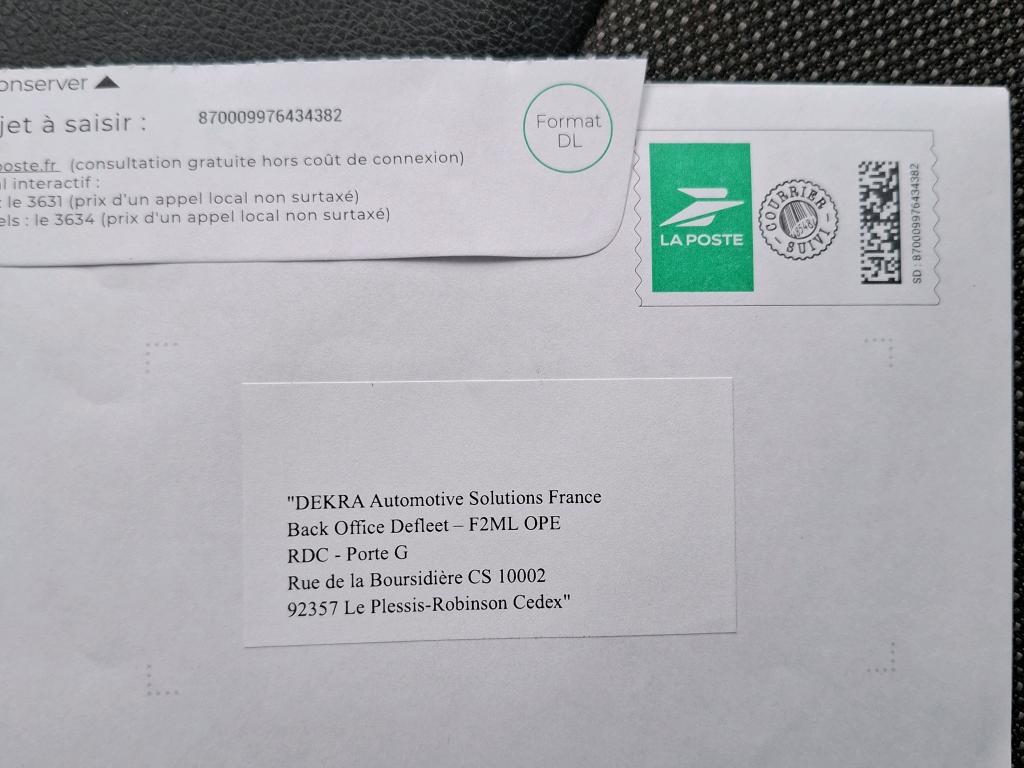 onserver ▲
jet à saisir : 870009976434382
Format
DL
poste.fr (consultation gratuite hors coût de connexion)
l interactif :
: le 3631 (prix d'un appel local non surtaxé)
els : le 3634 (prix d'un appel local non surtaxé)
LA POSTE
COURRIER
SUIVI
SD : 870009976434382
"DEKRA Automotive Solutions France
Back Office Defleet – F2ML OPE
RDC - Porte G
Rue de la Boursidière CS 10002
92357 Le Plessis-Robinson Cedex"